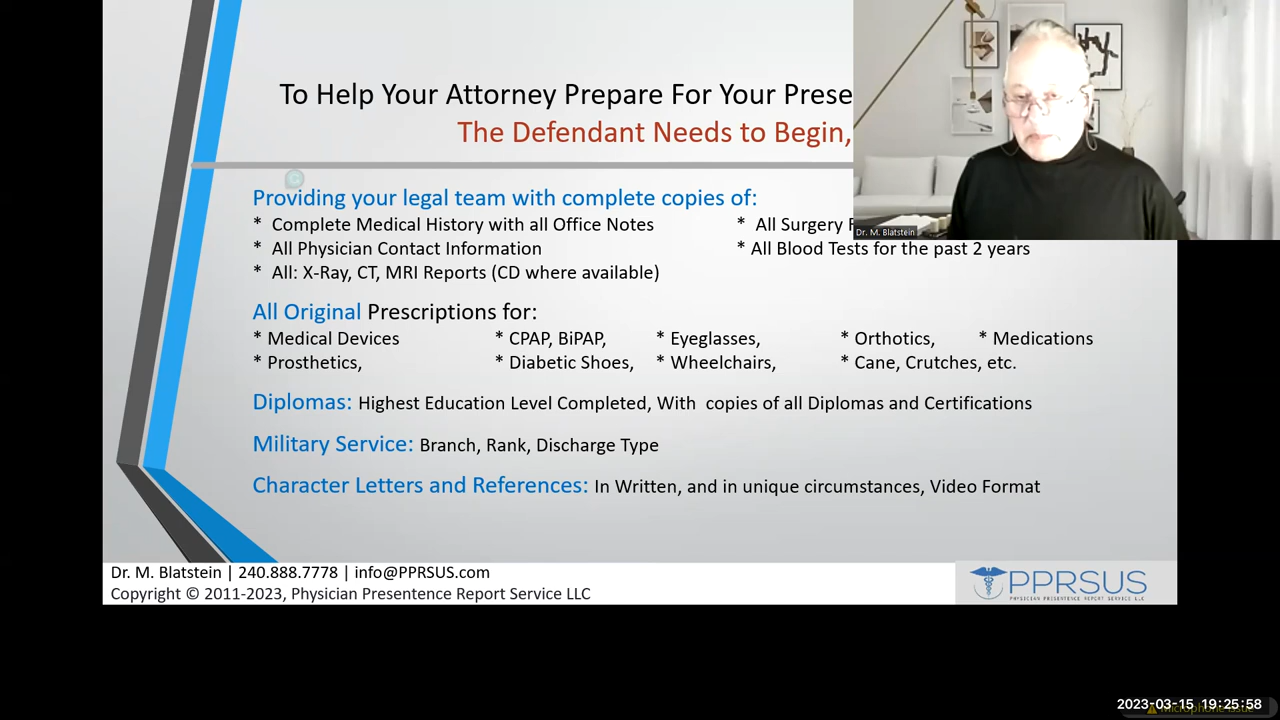 To Help Your Attorney Prepare For Your Prese
The Defendant Needs to Begin,
Providing your legal team with complete copies of:
* Complete Medical History with all Office Notes * All Surgery
* All Physician Contact Information * All Blood Tests for the past 2 years
* All: X-Ray, CT, MRI Reports (CD where available)
All Original Prescriptions for:
* Medical Devices * CPAP, BiPAP, * Eyeglasses, * Orthotics, * Medications
* Prosthetics, * Diabetic Shoes, * Wheelchairs, * Cane, Crutches, etc.
Diplomas: Highest Education Level Completed, With copies of all Diplomas and Certifications
Military Service: Branch, Rank, Discharge Type
Character Letters and References: In Written, and in unique circumstances, Video Format
Dr. M. Blatstein | 240.888.7778 | info@PPRSUS.com
Copyright © 2011-2023, Physician Presentence Report Service LLC
PPRSUS
PHYSICIAN PRESENTENCE REPORT SERVICE LLC
Dr. M. Blatstein
2023-03-15 19:25:58